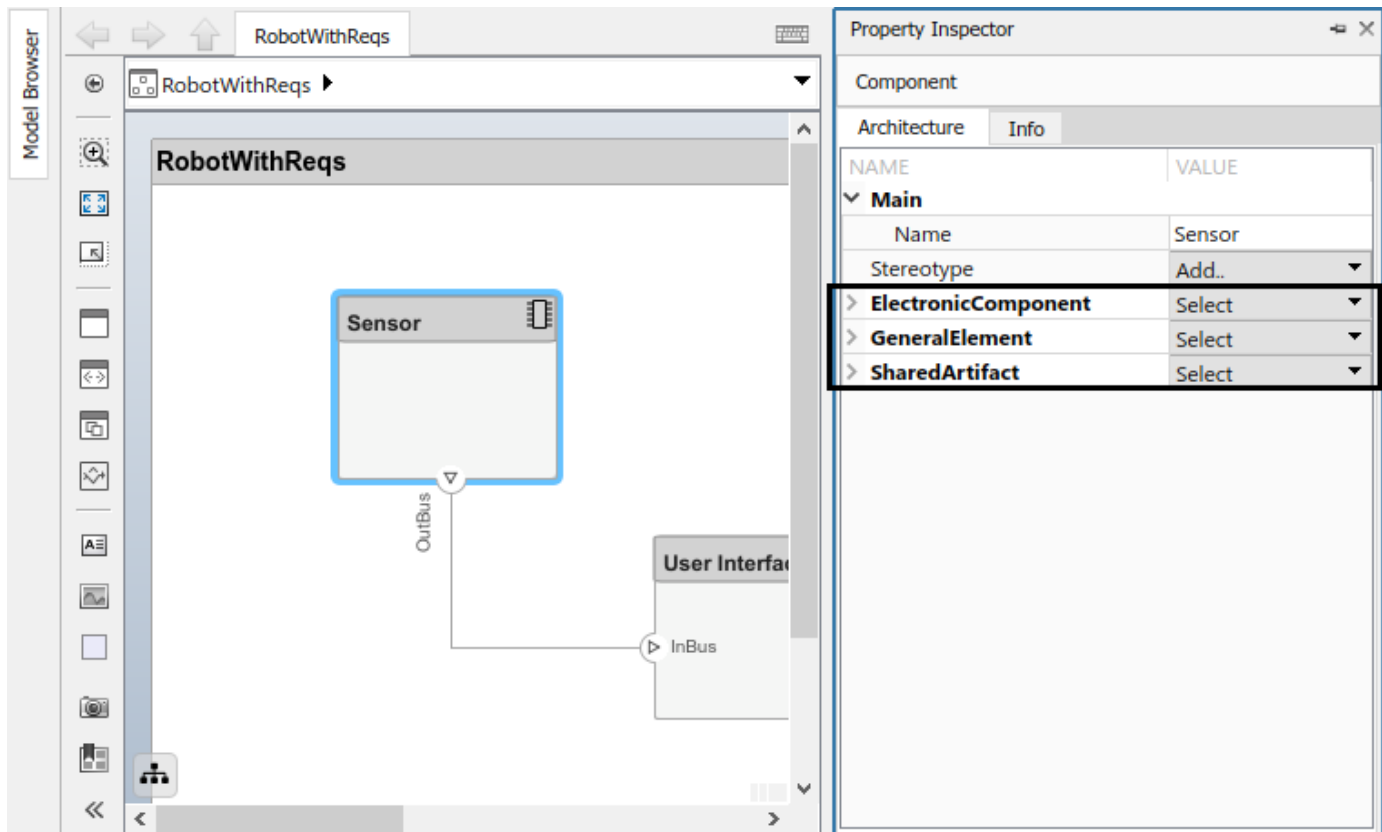 Model Browser
RobotWithReqs
RobotWithReqs
RobotWithReqs
Sensor
OutBus
User Interfac
InBus
Property Inspector
Component
Architecture Info
NAME VALUE
Main
Name Sensor
Stereotype Add..
ElectronicComponent Select
GeneralElement Select
SharedArtifact Select